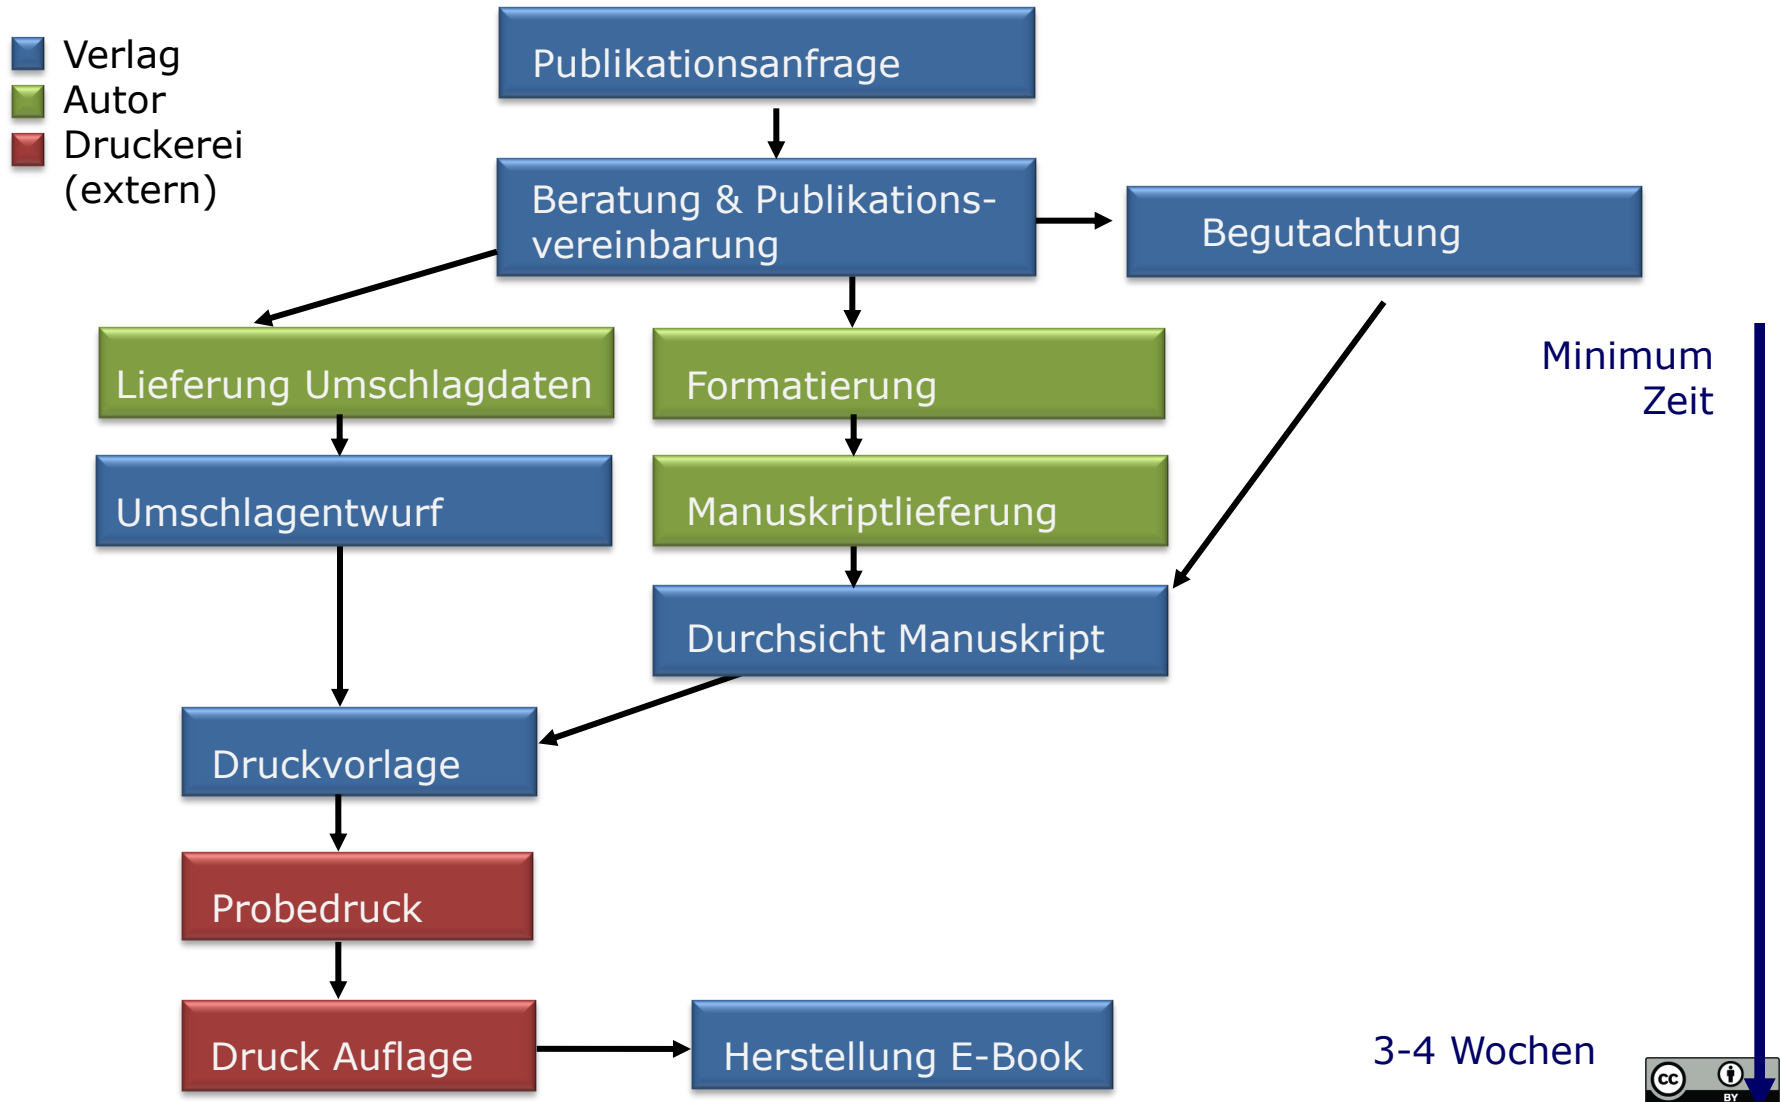 Verlag
Autor
Druckerei
(extern)
Publikationsanfrage
Beratung & Publikations-
vereinbarung
Begutachtung
Lieferung Umschlagdaten
Formatierung
Minimum
Zeit
Umschlagentwurf
Manuskriptlieferung
Durchsicht Manuskript
Druckvorlage
Probedruck
Druck Auflage
Herstellung E-Book
3-4 Wochen
cc
BY